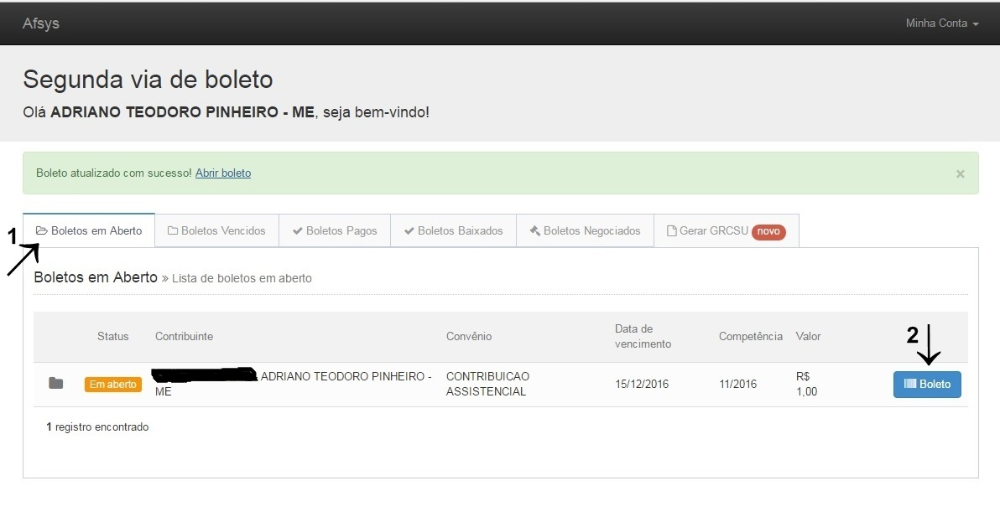 Afsys
Minha Conta
Segunda via de boleto
Olá ADRIANO TEODORO PINHEIRO - ME, seja bem-vindo!
Boleto atualizado com sucesso! Abrir boleto ×
1
Boletos em Aberto Boletos Vencidos Boletos Pagos Boletos Baixados Boletos Negociados Gerar GRCSU novo
Boletos em Aberto » Lista de boletos em aberto
Status Contribuinte Convênio Data de vencimento Competência Valor
2
Em aberto ADRIANO TEODORO PINHEIRO - ME CONTRIBUICAO ASSISTENCIAL 15/12/2016 11/2016 R$ 1,00 Boleto
1 registro encontrado